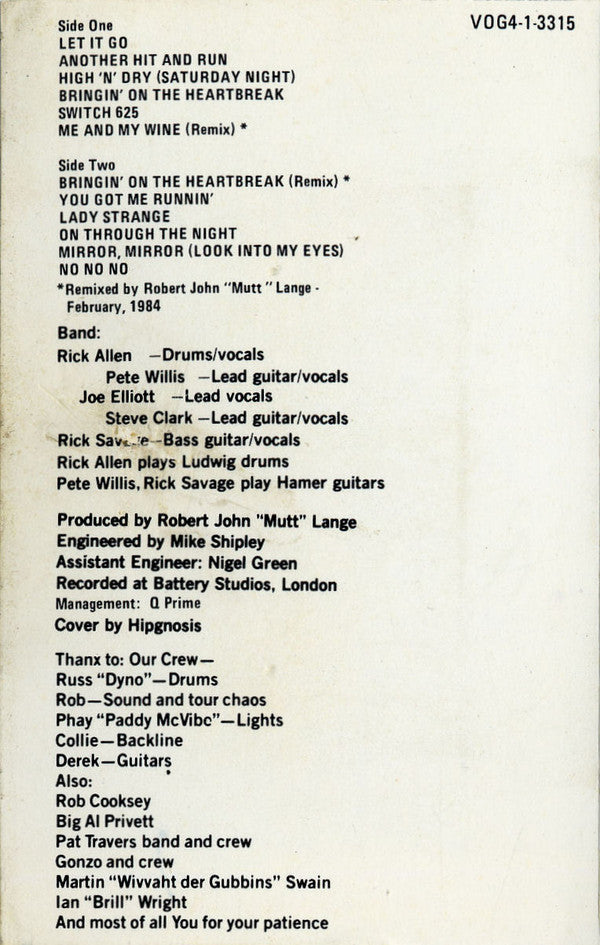 VOG4-1-3315
Side One
LET IT GO
ANOTHER HIT AND RUN
HIGH 'N' DRY (SATURDAY NIGHT)
BRINGIN' ON THE HEARTBREAK
SWITCH 625
ME AND MY WINE (Remix) *
Side Two
BRINGIN' ON THE HEARTBREAK (Remix) *
YOU GOT ME RUNNIN'
LADY STRANGE
ON THROUGH THE NIGHT
MIRROR, MIRROR (LOOK INTO MY EYES)
NO NO NO
*Remixed by Robert John "Mutt" Lange -
February, 1984
Band:
Rick Allen —Drums/vocals
Pete Willis —Lead guitar/vocals
Joe Elliott —Lead vocals
Steve Clark —Lead guitar/vocals
Rick —Bass guitar/vocals
Rick Allen plays Ludwig drums
Pete Willis, Rick Savage play Hamer guitars
Produced by Robert John "Mutt" Lange
Engineered by Mike Shipley
Assistant Engineer: Nigel Green
Recorded at Battery Studios, London
Management: Q Prime
Cover by Hipgnosis
Thanx to: Our Crew—
Russ "Dyno"—Drums
Rob—Sound and tour chaos
Phay "Paddy McVibc"—Lights
Collie—Backline
Derek—Guitars
Also:
Rob Cooksey
Big Al Privett
Pat Travers band and crew
Gonzo and crew
Martin "Wivvaht der Gubbins" Swain
Ian "Brill" Wright
And most of all You for your patience